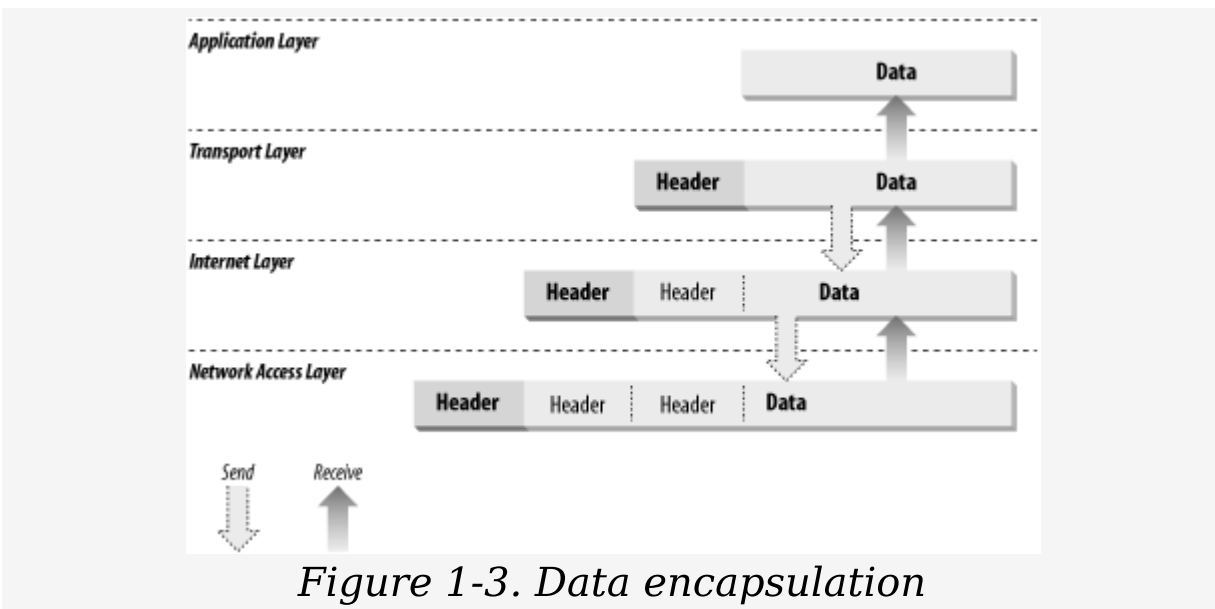 Application Layer
Data
Transport Layer
Header Data
Internet Layer
Header Header Data
Network Access Layer
Header Header Header Data
Send Receive
Figure 1-3. Data encapsulation